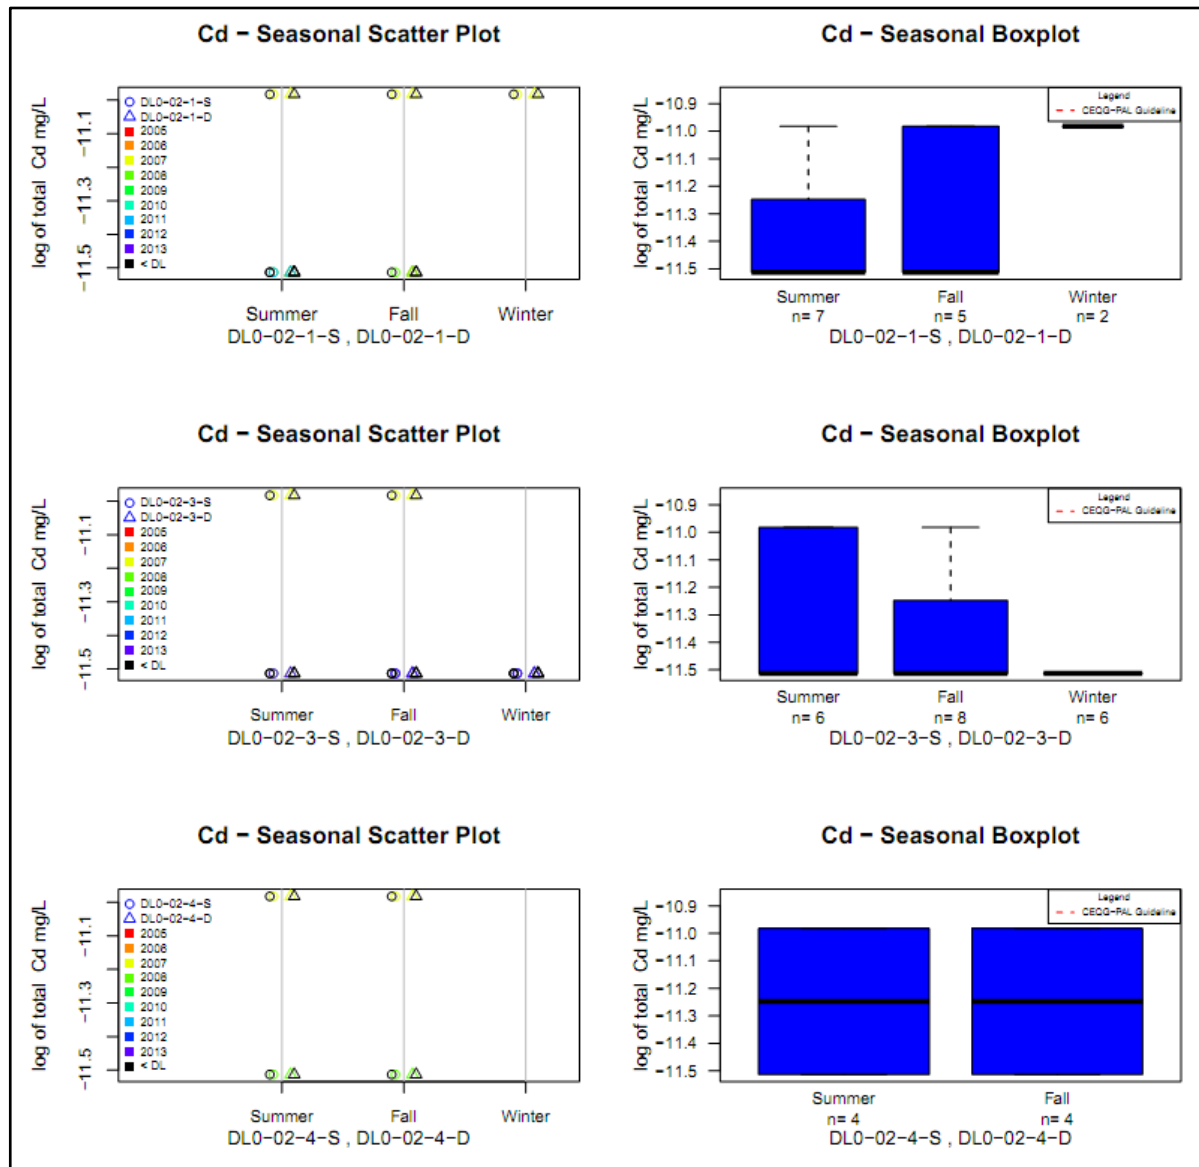 Cd − Seasonal Scatter Plot
log of total Cd mg/L
−11.1
−11.3
−11.5
DL0-02-1-S
DL0-02-1-D
2005
2006
2007
2008
2009
2010
2011
2012
2013
< DL
Summer Fall Winter
DL0−02−1−S , DL0−02−1−D
Cd − Seasonal Boxplot
log of total Cd mg/L
−10.9
−11.0
−11.1
−11.2
−11.3
−11.4
−11.5
Legend
CEQG-PAL Guideline
Summer Fall Winter
n= 7 n= 5 n= 2
DL0−02−1−S , DL0−02−1−D
Cd − Seasonal Scatter Plot
log of total Cd mg/L
−11.1
−11.3
−11.5
DL0-02-3-S
DL0-02-3-D
2005
2006
2007
2008
2009
2010
2011
2012
2013
< DL
Summer Fall Winter
DL0−02−3−S , DL0−02−3−D
Cd − Seasonal Boxplot
log of total Cd mg/L
−10.9
−11.0
−11.1
−11.2
−11.3
−11.4
−11.5
Legend
CEQG-PAL Guideline
Summer Fall Winter
n= 6 n= 8 n= 6
DL0−02−3−S , DL0−02−3−D
Cd − Seasonal Scatter Plot
log of total Cd mg/L
−11.1
−11.3
−11.5
DL0-02-4-S
DL0-02-4-D
2005
2006
2007
2008
2009
2010
2011
2012
2013
< DL
Summer Fall Winter
DL0−02−4−S , DL0−02−4−D
Cd − Seasonal Boxplot
log of total Cd mg/L
−10.9
−11.0
−11.1
−11.2
−11.3
−11.4
−11.5
Legend
CEQG-PAL Guideline
Summer Fall
n= 4 n= 4
DL0−02−4−S , DL0−02−4−D